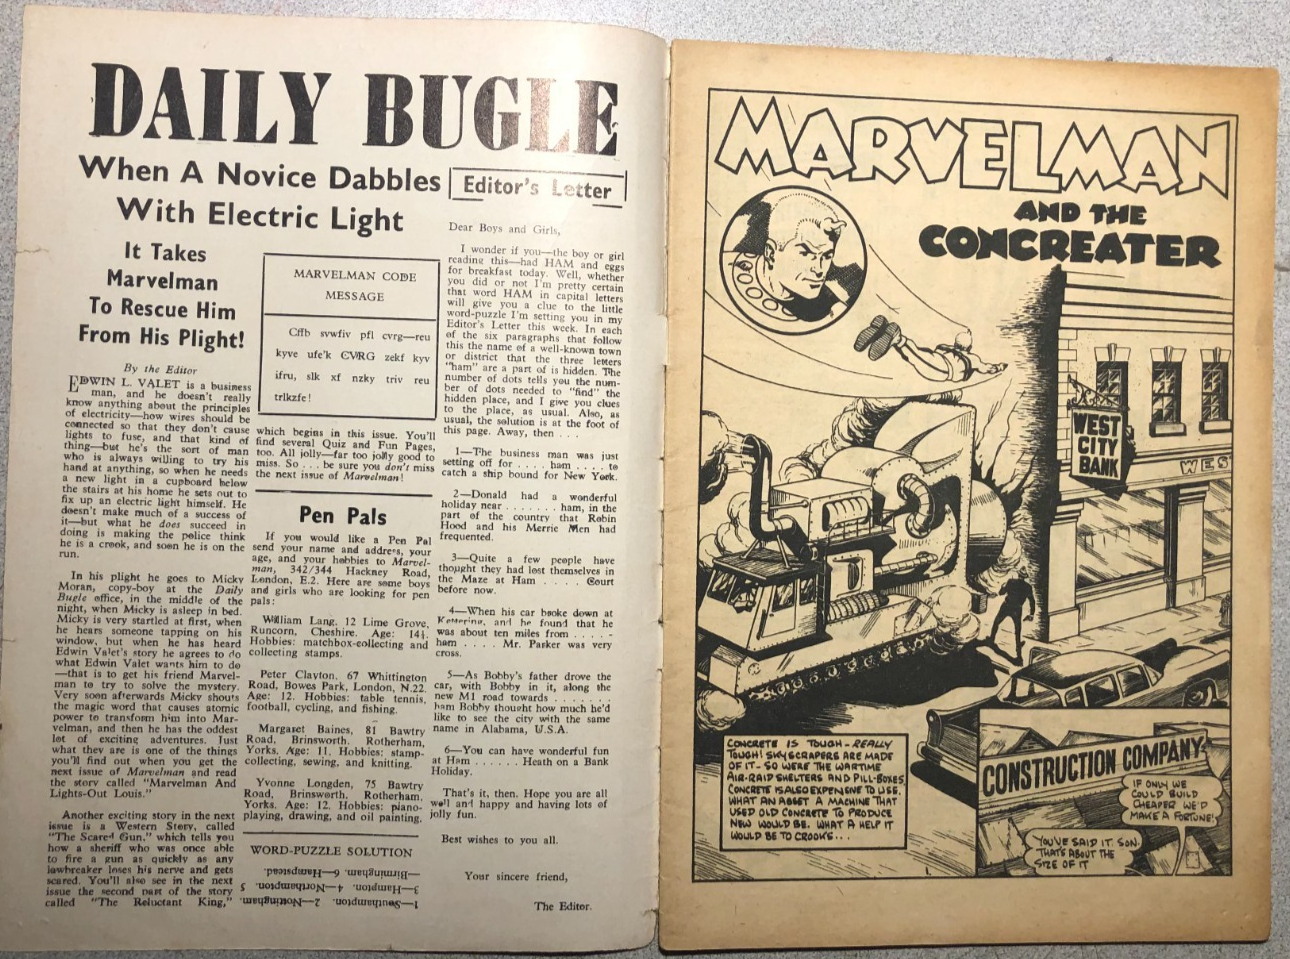 DAILY BUGLE
When A Novice Dabbles
With Electric Light
It Takes
Marvelman
To Rescue Him
From His Plight!
By the Editor
EDWIN L. VALET is a business
man, and he doesn't really
know anything about the principles
of electricity—how wires should be
connected so that they don't cause
lights to fuse, and that kind of
thing—but he's the sort of man
who is always willing to try his
hand at anything, so when he needs
a new light in a cupboard below
the stairs at his home he sets out to
fix up an electric light himself. He
doesn't make much of a success of
it—but what he does succeed in
doing is making the police think
he is a crook, and soon he is on the
run.
In his plight he goes to Micky
Moran, copy-boy at the Daily
Bugle office, in the middle of the
night, when Micky is asleep in bed.
Micky is very startled at first, when
he hears someone tapping on his
window, but when he has heard
Edwin Valet's story he agrees to do
what Edwin Valet wants him to do
—that is to get his friend Marvel-
man to try to solve the mystery.
Very soon afterwards Micky shouts
the magic word that causes atomic
power to transform him into Mar-
velman, and then he has the oddest
lot of exciting adventures. Just
what they are is one of the things
you'll find out when you get the
next issue of Marvelman and read
the story called "Marvelman And
Lights-Out Louis."
Another exciting story in the next
issue is a Western Story, called
"The Scared Gun," which tells you
how a sheriff who was once able
to fire a gun as quickly as any
lawbreaker loses his nerve and gets
scared. You'll also see in the next
issue the second part of the story
called "The Reluctant King,"
MARVELMAN CODE
MESSAGE
Cffb svwfiv pfl cvrg—reu
kyve ufe'k CVRG zekf kyv
ifru, slk xf nzky triv reu
trlkzfe!
which begins in this issue. You'll
find several Quiz and Fun Pages,
too. All jolly—far too jolly good to
miss. So . . . be sure you don't miss
the next issue of Marvelman!
Pen Pals
If you would like a Pen Pal
send your name and address, your
age, and your hobbies to Marvel-
man, 342/344 Hackney Road,
London, E.2. Here are some boys
and girls who are looking for pen
pals:
William Lang, 12 Lime Grove,
Runcorn, Cheshire. Age: 14½.
Hobbies: matchbox-collecting and
collecting stamps.
Peter Clayton, 67 Whittington
Road, Bowes Park, London, N.22.
Age: 12. Hobbies: table tennis,
football, cycling, and fishing.
Margaret Baines, 81 Bawtry
Road, Brinsworth, Rotherham,
Yorks. Age: 11. Hobbies: stamp-
collecting, sewing, and knitting.
Yvonne Longden, 75 Bawtry
Road, Brinsworth, Rotherham,
Yorks. Age: 12. Hobbies: piano-
playing, drawing, and oil painting.
WORD-PUZZLE SOLUTION
1—Southampton. 2—Nottingham.
3—Hampton. 4—Northampton. 5
—Birmingham. 6—Hampstead.
Editor's Letter
Dear Boys and Girls,
I wonder if you—the boy or girl
reading this—had HAM and eggs
for breakfast today. Well, whether
you did or not I'm pretty certain
that word HAM in capital letters
will give you a clue to the little
word-puzzle I'm setting you in my
Editor's Letter this week. In each
of the six paragraphs that follow
this the name of a well-known town
or district that the three letters
"ham" are a part of is hidden. The
number of dots tells you the num-
ber of dots needed to "find" the
hidden place, and I give you clues
to the place, as usual. Also, as
usual, the solution is at the foot of
this page. Away, then . . .
1—The business man was just
setting off for . . . . ham . . . . to
catch a ship bound for New York.
2—Donald had a wonderful
holiday near . . . . . . . ham, in the
part of the country that Robin
Hood and his Merrie Men had
frequented.
3—Quite a few people have
thought they had lost themselves in
the Maze at Ham . . . . Court
before now.
4—When his car broke down at
Kettering, and he found that he
was about ten miles from . . . . .
ham . . . . Mr. Parker was very
cross.
5—As Bobby's father drove the
car, with Bobby in it, along the
new M1 road towards . . . . . . .
ham Bobby thought how much he'd
like to see the city with the same
name in Alabama, U.S.A.
6—You can have wonderful fun
at Ham . . . . . . Heath on a Bank
Holiday.
That's it, then. Hope you are all
well and happy and having lots of
jolly fun.
Best wishes to you all.
Your sincere friend,
The Editor.
MARVELMAN
AND THE
CONCREATER
WEST
CITY
BANK
WES
CONCRETE IS TOUGH - REALLY
TOUGH! SKYSCRAPERS ARE MADE
OF IT - SO WERE THE WARTIME
AIR-RAID SHELTERS AND PILL-BOXES.
CONCRETE IS ALSO EXPENSIVE TO USE.
WHAT AN ASSET A MACHINE THAT
USED OLD CONCRETE TO PRODUCE
NEW WOULD BE. WHAT A HELP IT
WOULD BE TO CROOKS...
CONSTRUCTION COMPANY
IF ONLY WE
COULD BUILD
CHEAPER WE'D
MAKE A FORTUNE!
YOU'VE SAID IT, SON.
THAT'S ABOUT THE
SIZE OF IT